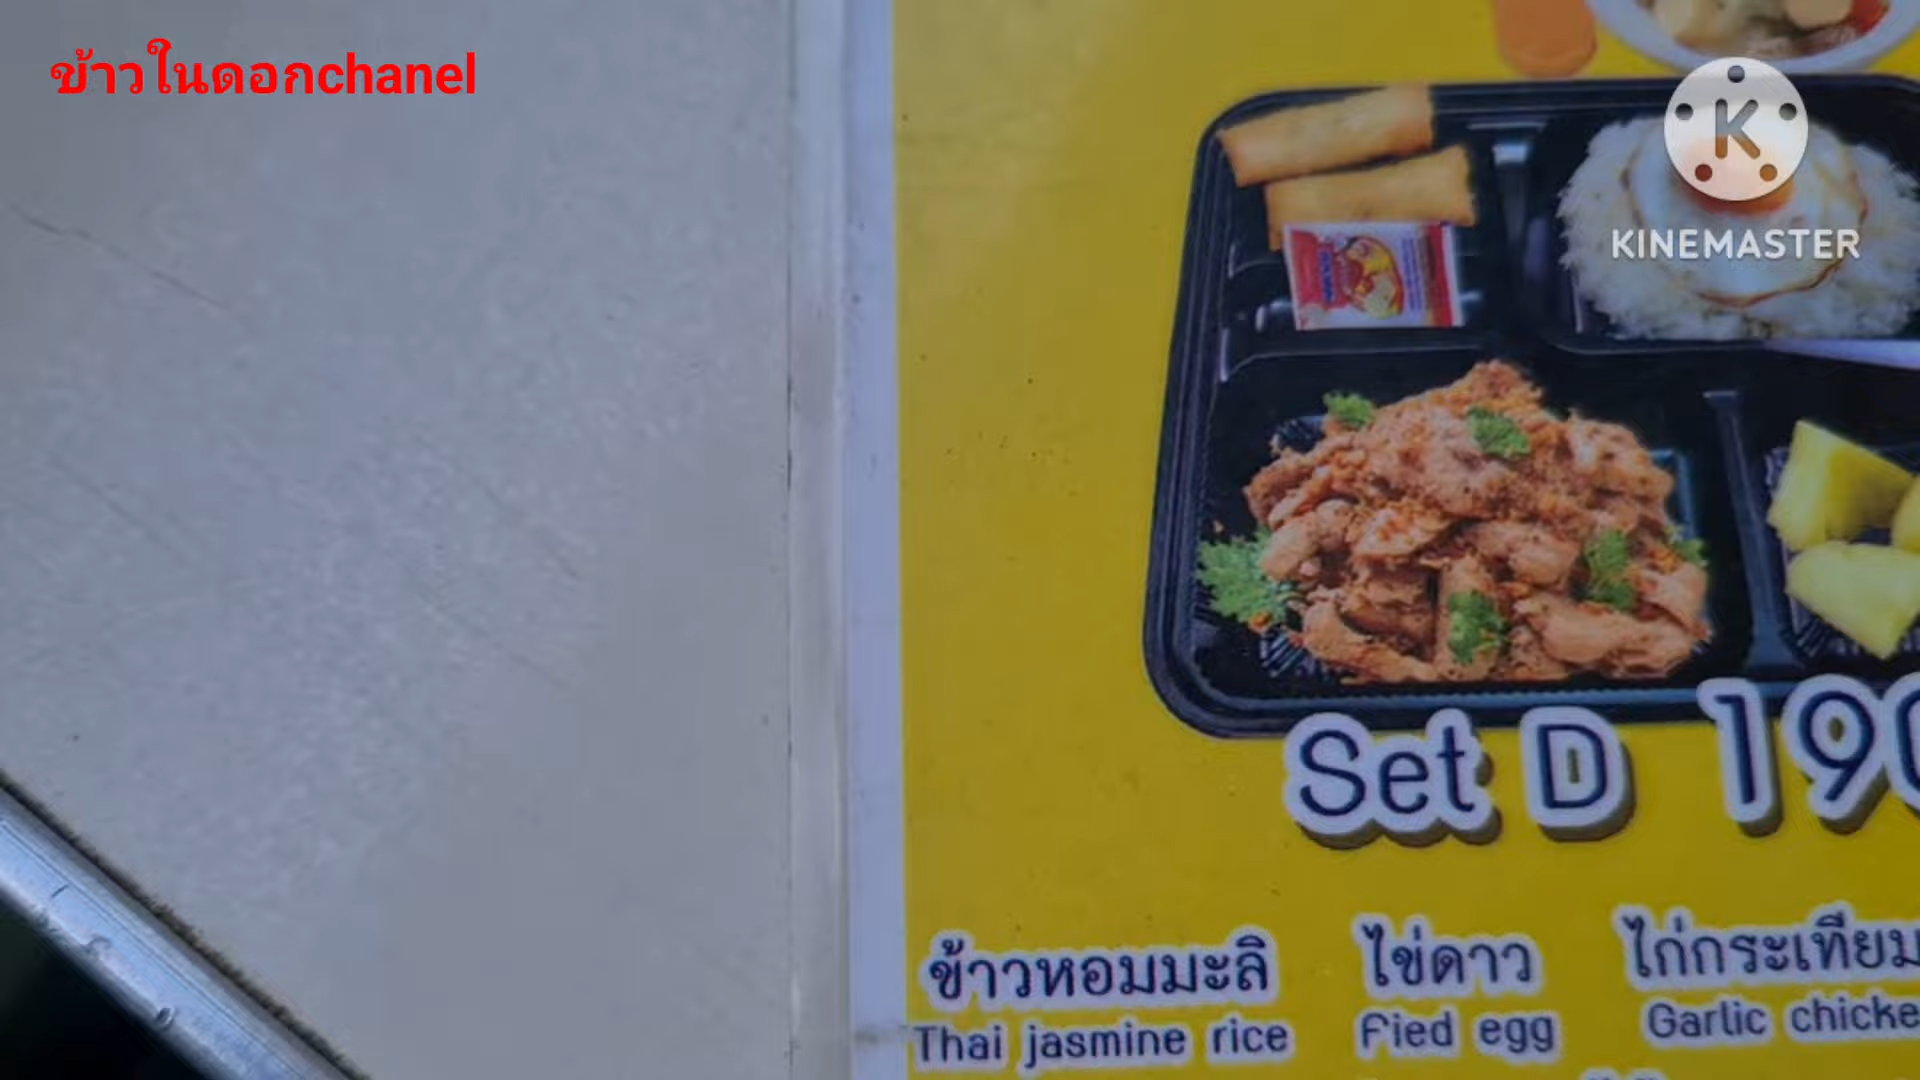 ข้าวในดอกchanel
K
KINEMASTER
Set D 190
ข้าวหอมมะลิ ไข่ดาว ไก่กระเทียม
Thai jasmine rice Fied egg Garlic chicke